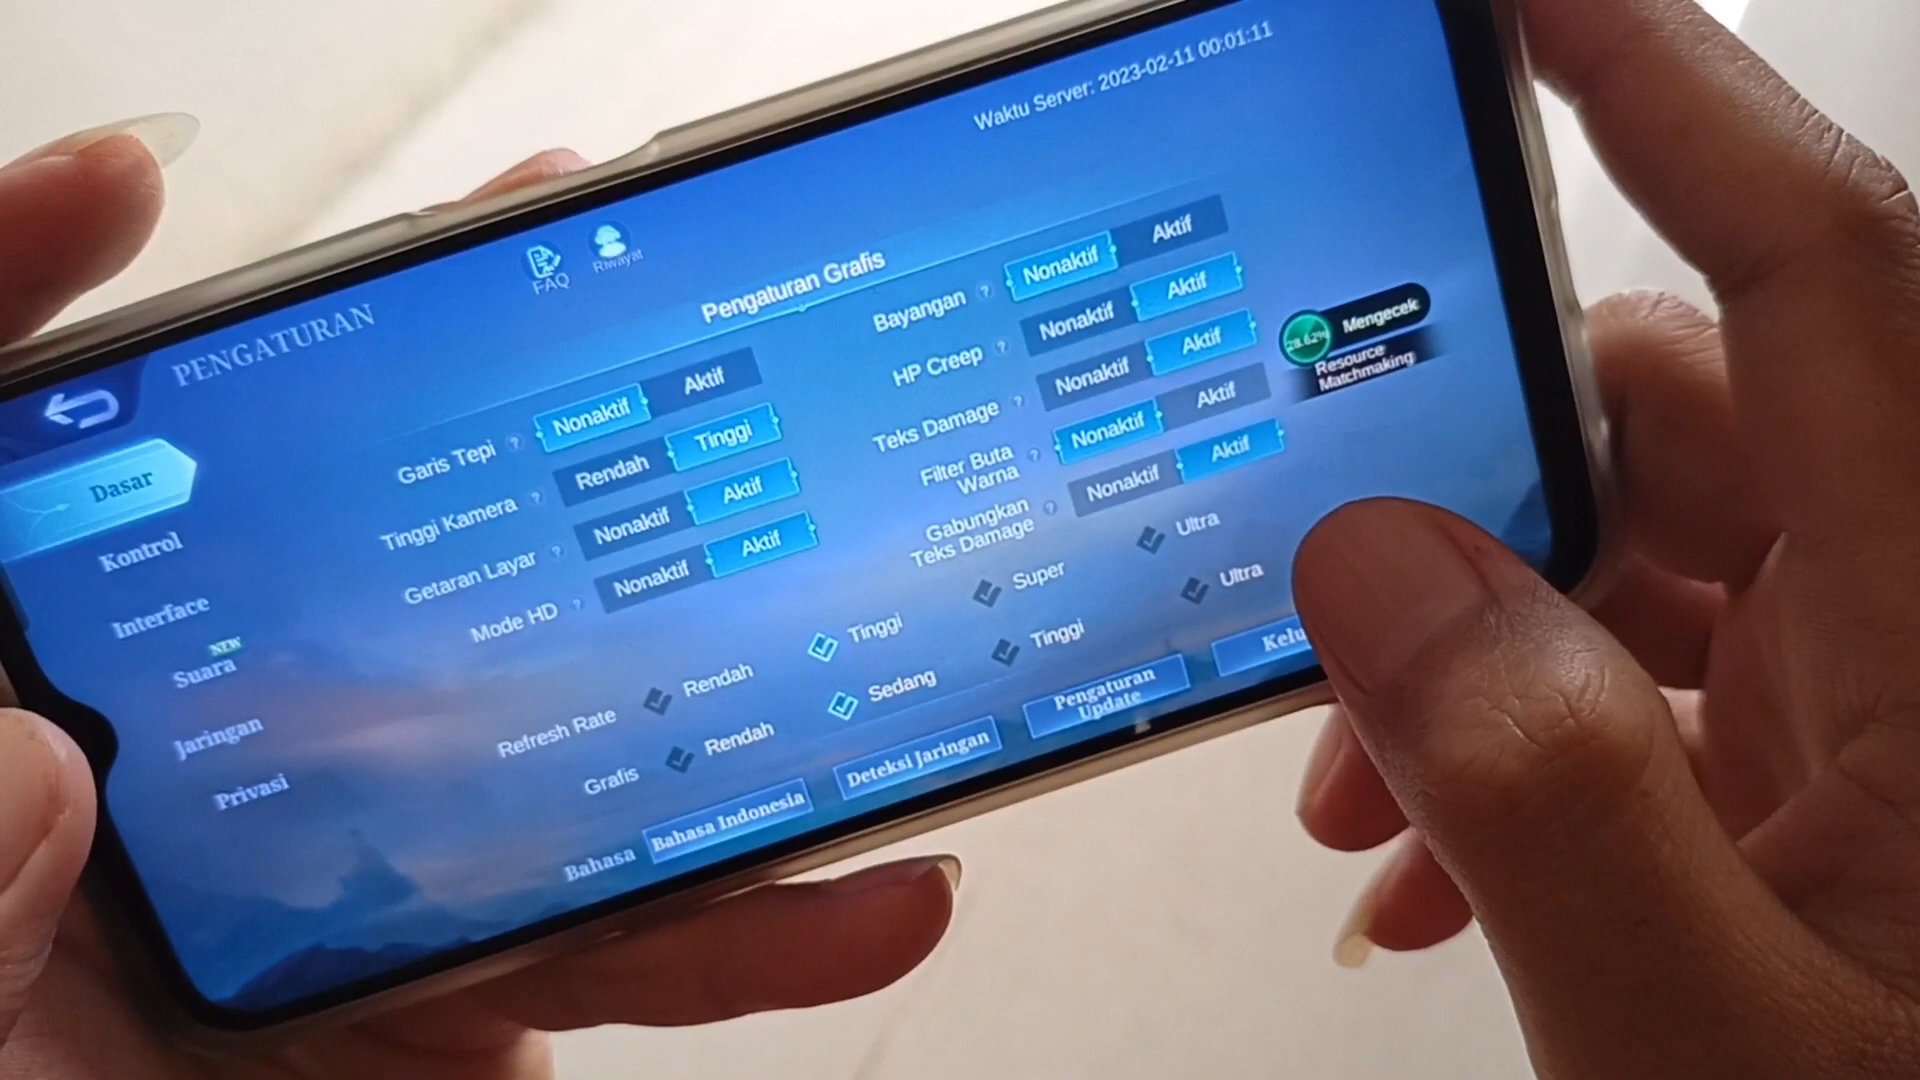 Waktu Server: 2023-02-11 00:01:11
PENGATURAN
FAQ
Riwayat
Pengaturan Grafis
Dasar
Kontrol
Interface
NEW
Suara
Jaringan
Privasi
Garis Tepi ? Nonaktif Aktif
Tinggi Kamera ? Rendah Tinggi
Getaran Layar ? Nonaktif Aktif
Mode HD ? Nonaktif Aktif
Bayangan ? Nonaktif Aktif
HP Creep ? Nonaktif Aktif
Teks Damage ? Nonaktif Aktif
Filter Buta
Warna ? Nonaktif Aktif
Gabungkan
Teks Damage ? Nonaktif Aktif
28.62% Mengecek
Resource
Matchmaking
Refresh Rate Rendah Tinggi Super Ultra
Grafis Rendah Sedang Tinggi Ultra
Bahasa Bahasa Indonesia
Deteksi Jaringan
Pengaturan
Update